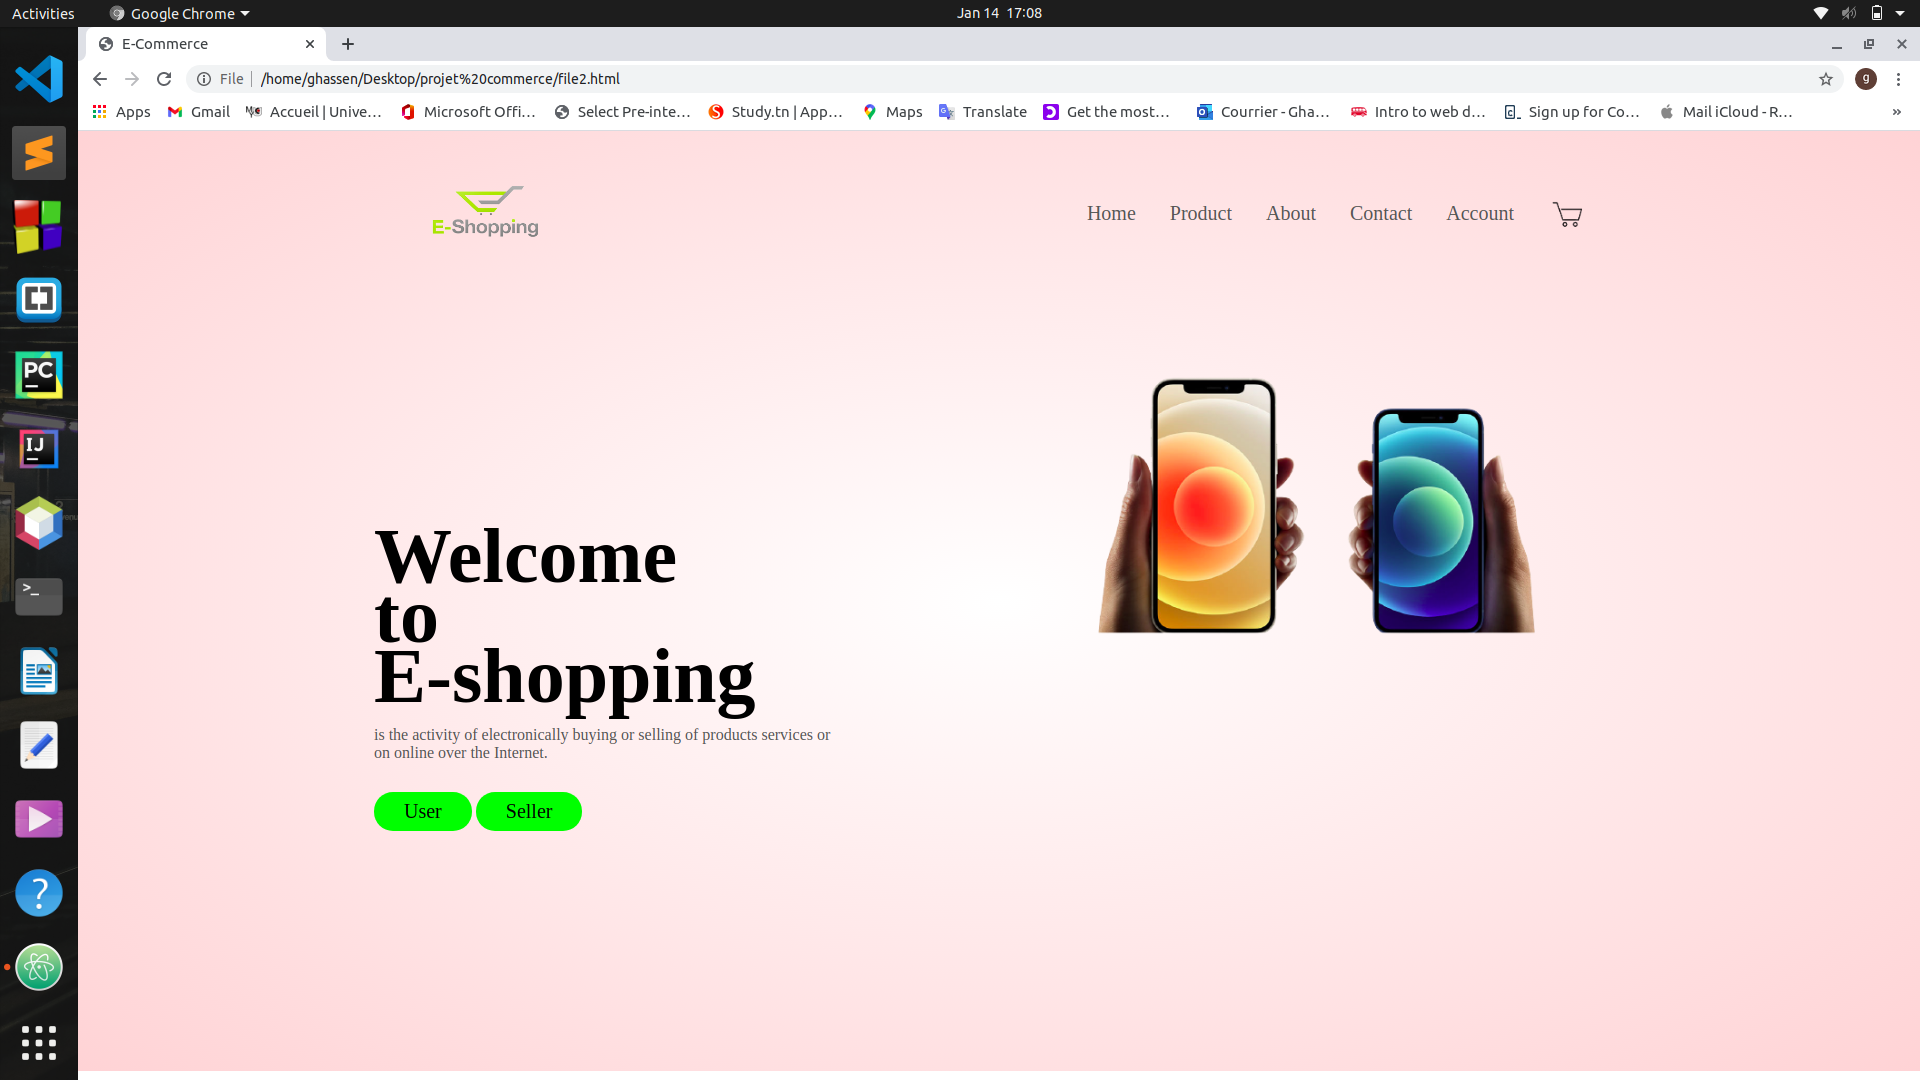 Activities
Google Chrome
Jan 14 17:08
E-Commerce
File
/home/ghassen/Desktop/projet%20commerce/file2.html
g
Apps
Gmail
Accueil | Unive…
Microsoft Offi…
Select Pre-inte…
Study.tn | App…
Maps
Translate
Get the most…
Courrier - Gha…
Intro to web d…
Sign up for Co…
Mail iCloud - R…
»
E-Shopping
Home
Product
About
Contact
Account
PC
IJ
>_
?
Welcome
to
E-shopping
is the activity of electronically buying or selling of products services or
on online over the Internet.
User
Seller